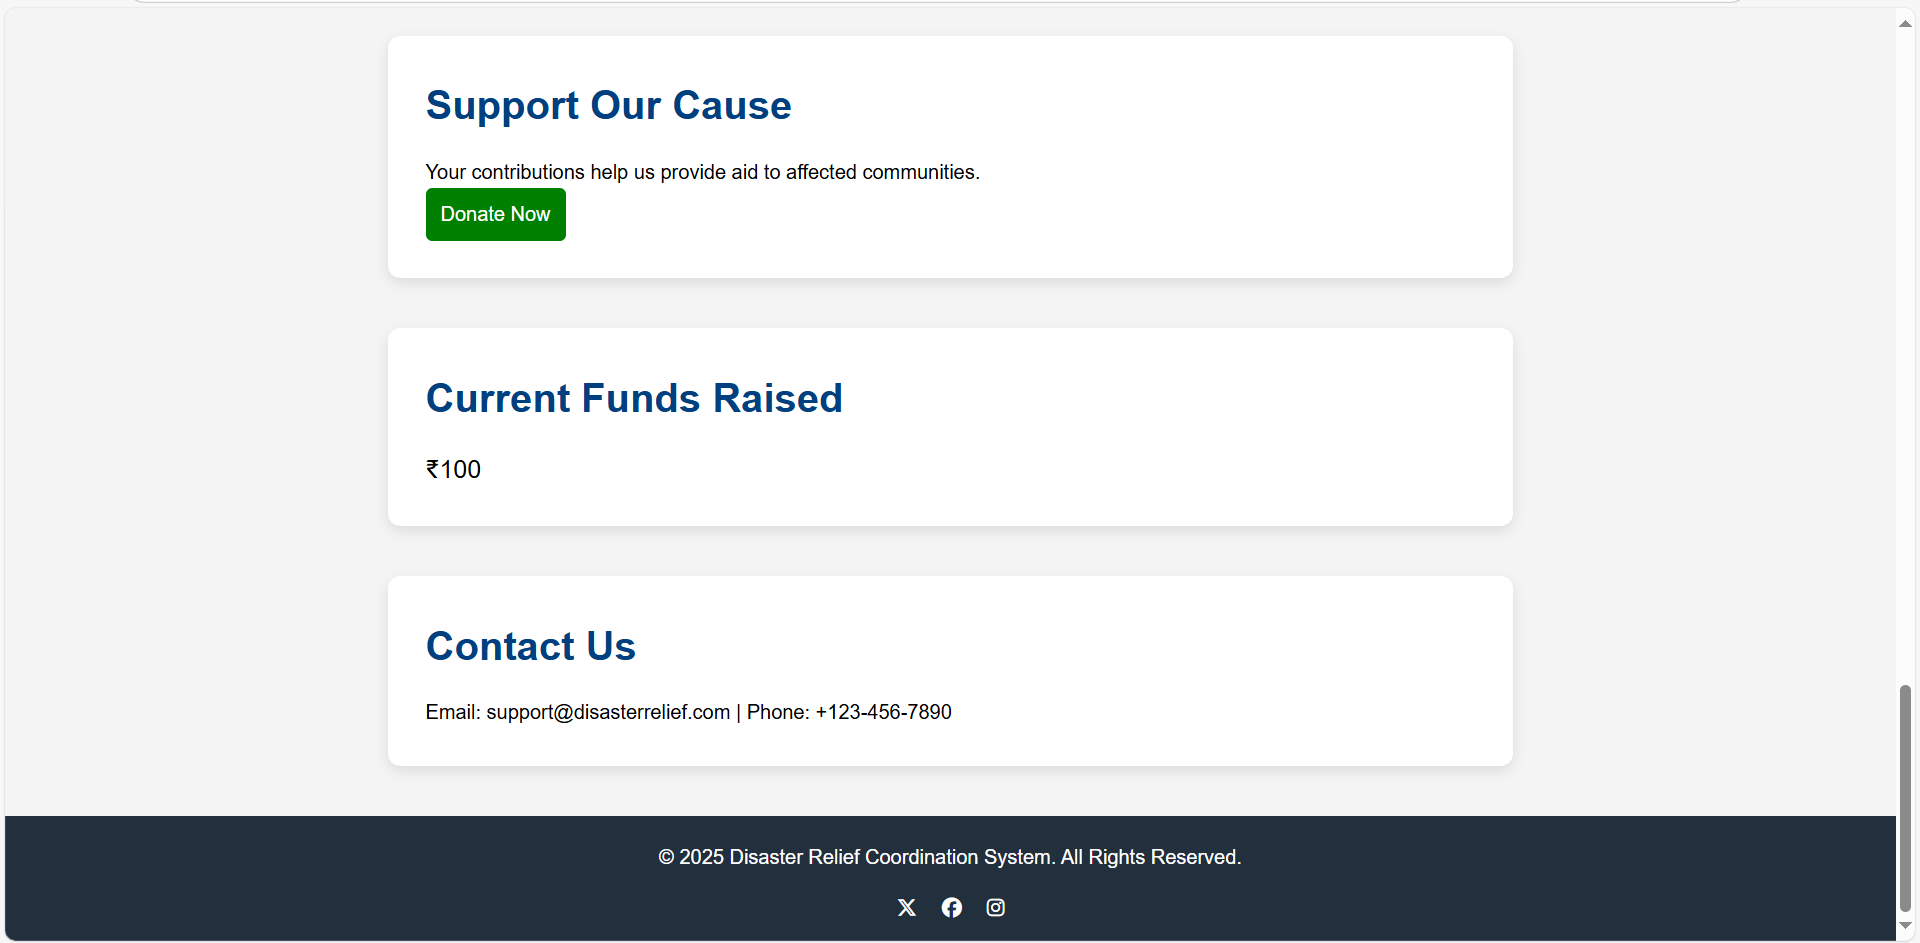 Support Our Cause
Your contributions help us provide aid to affected communities.
Donate Now
Current Funds Raised
₹100
Contact Us
Email: support@disasterrelief.com | Phone: +123-456-7890
© 2025 Disaster Relief Coordination System. All Rights Reserved.